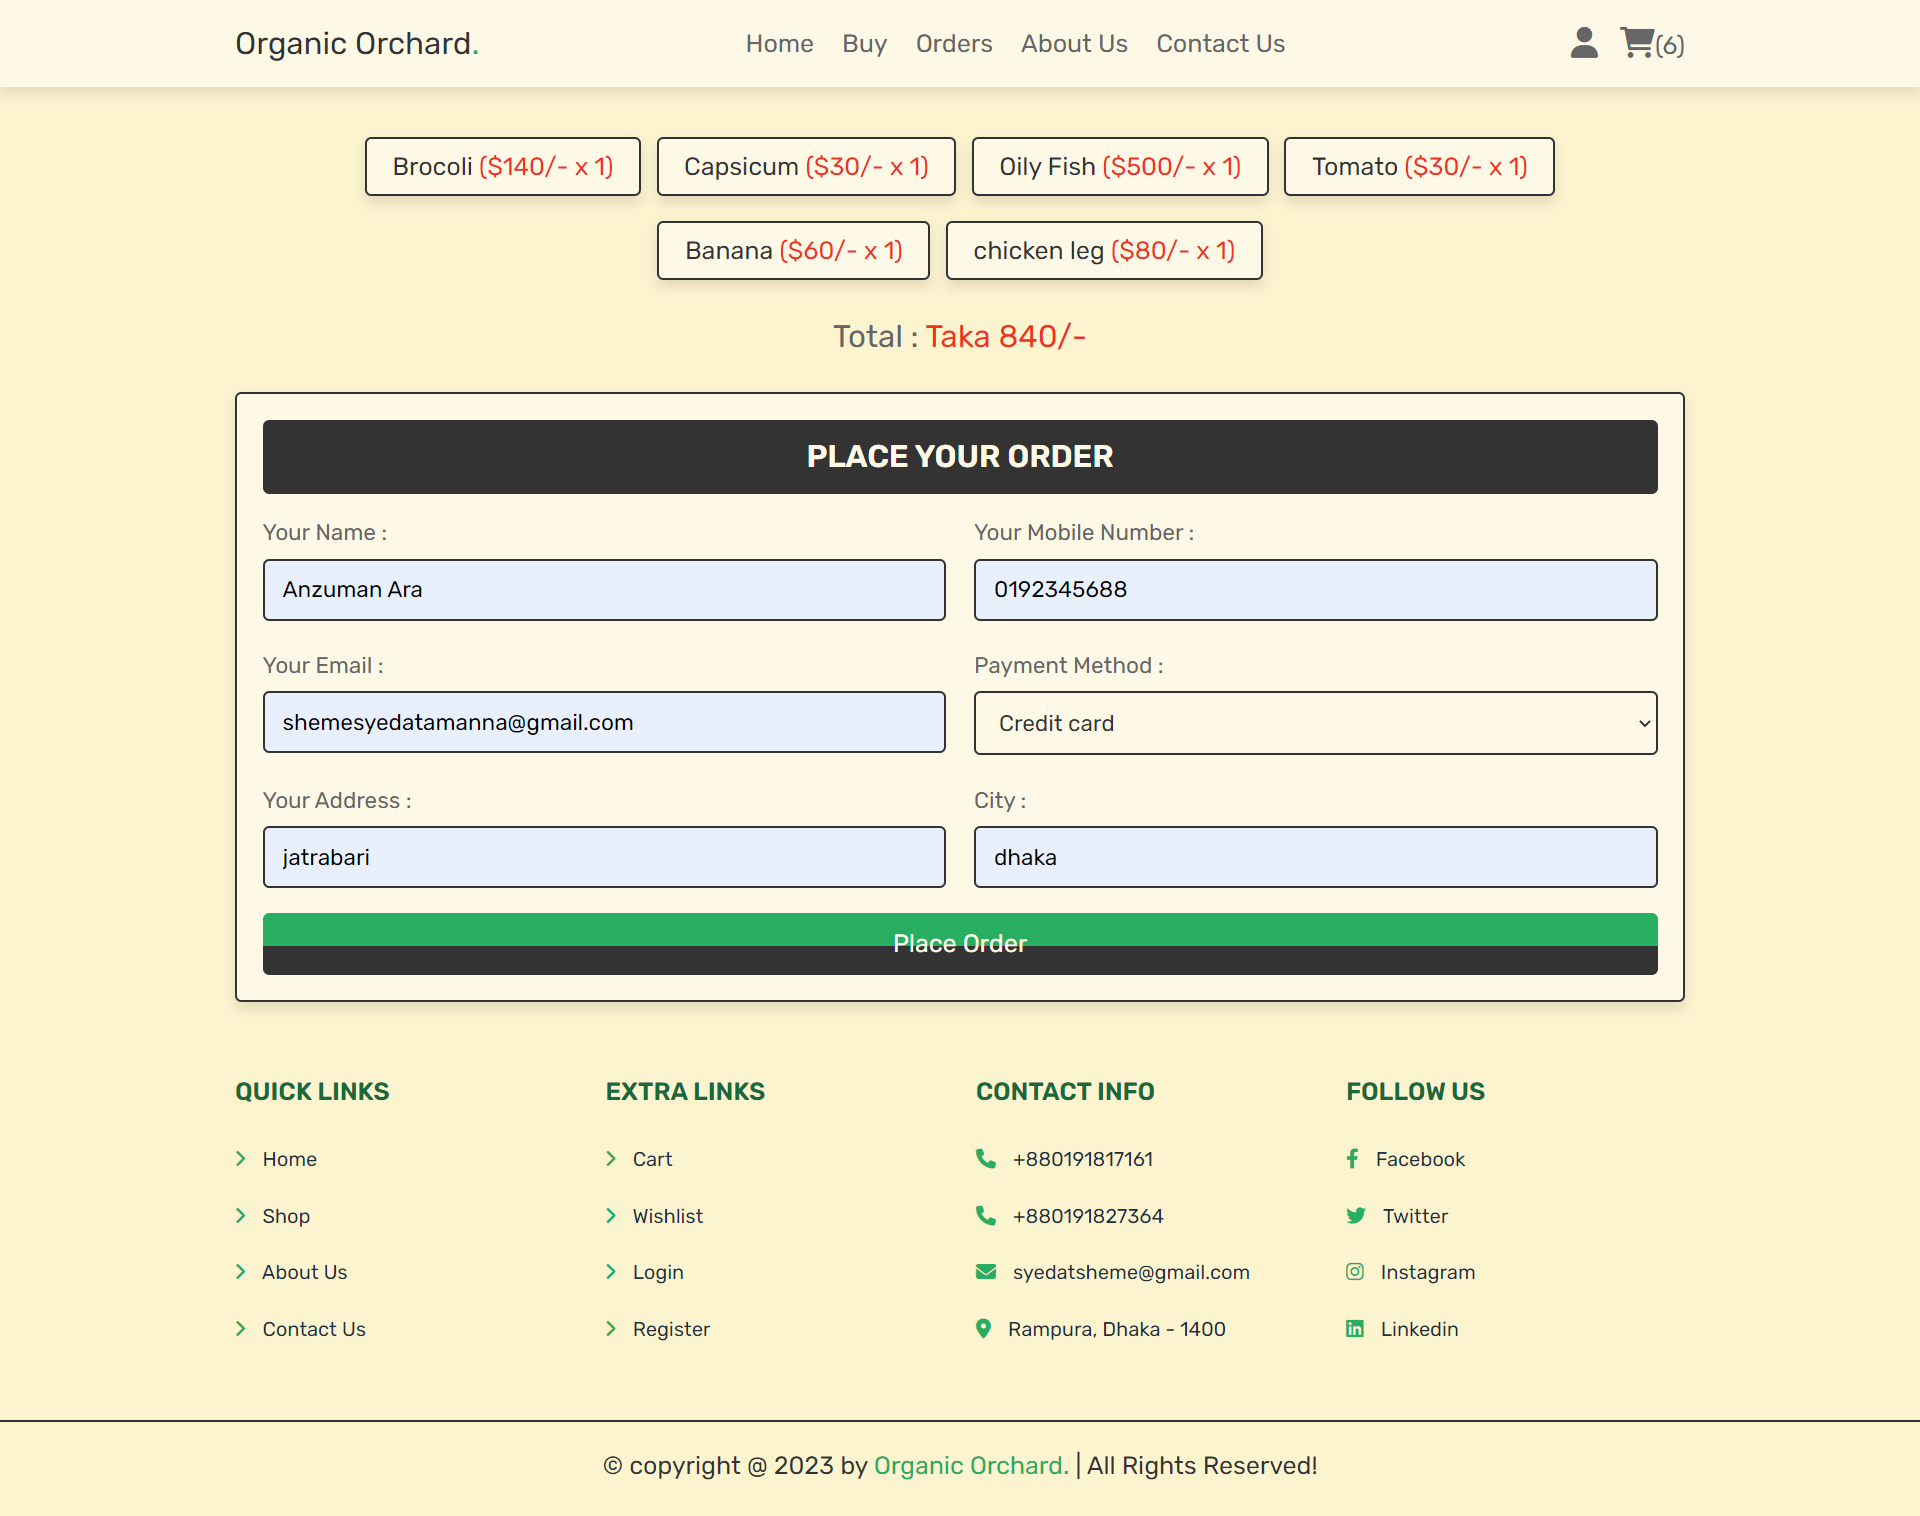 Organic Orchard. Home Buy Orders About Us Contact Us (6)
Brocoli ($140/- x 1) Capsicum ($30/- x 1) Oily Fish ($500/- x 1) Tomato ($30/- x 1)
Banana ($60/- x 1) chicken leg ($80/- x 1)
Total : Taka 840/-
PLACE YOUR ORDER
Your Name : Your Mobile Number :
Anzuman Ara 0192345688
Your Email : Payment Method :
shemesyedatamanna@gmail.com Credit card
Your Address : City :
jatrabari dhaka
Place Order
QUICK LINKS EXTRA LINKS CONTACT INFO FOLLOW US
Home Cart +880191817161 Facebook
Shop Wishlist +880191827364 Twitter
About Us Login syedatsheme@gmail.com Instagram
Contact Us Register Rampura, Dhaka - 1400 Linkedin
© copyright @ 2023 by Organic Orchard. | All Rights Reserved!